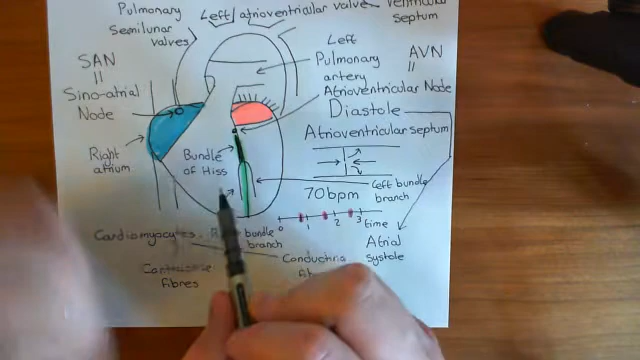 Pulmonary
Semilunar
valves
Left/atrioventricular valve
Ventricular
septum
SAN
=
Sino-atrial
Node
Left
Pulmonary
artery
AVN
=
Atrioventricular Node
Diastole
Atrioventricular septum
Right
atrium
Bundle
of Hiss
70bpm
Left bundle
branch
0 1 2 3 time
Cardiomyocytes
bundle
branch
Conducting
Atrial
systole
fibres